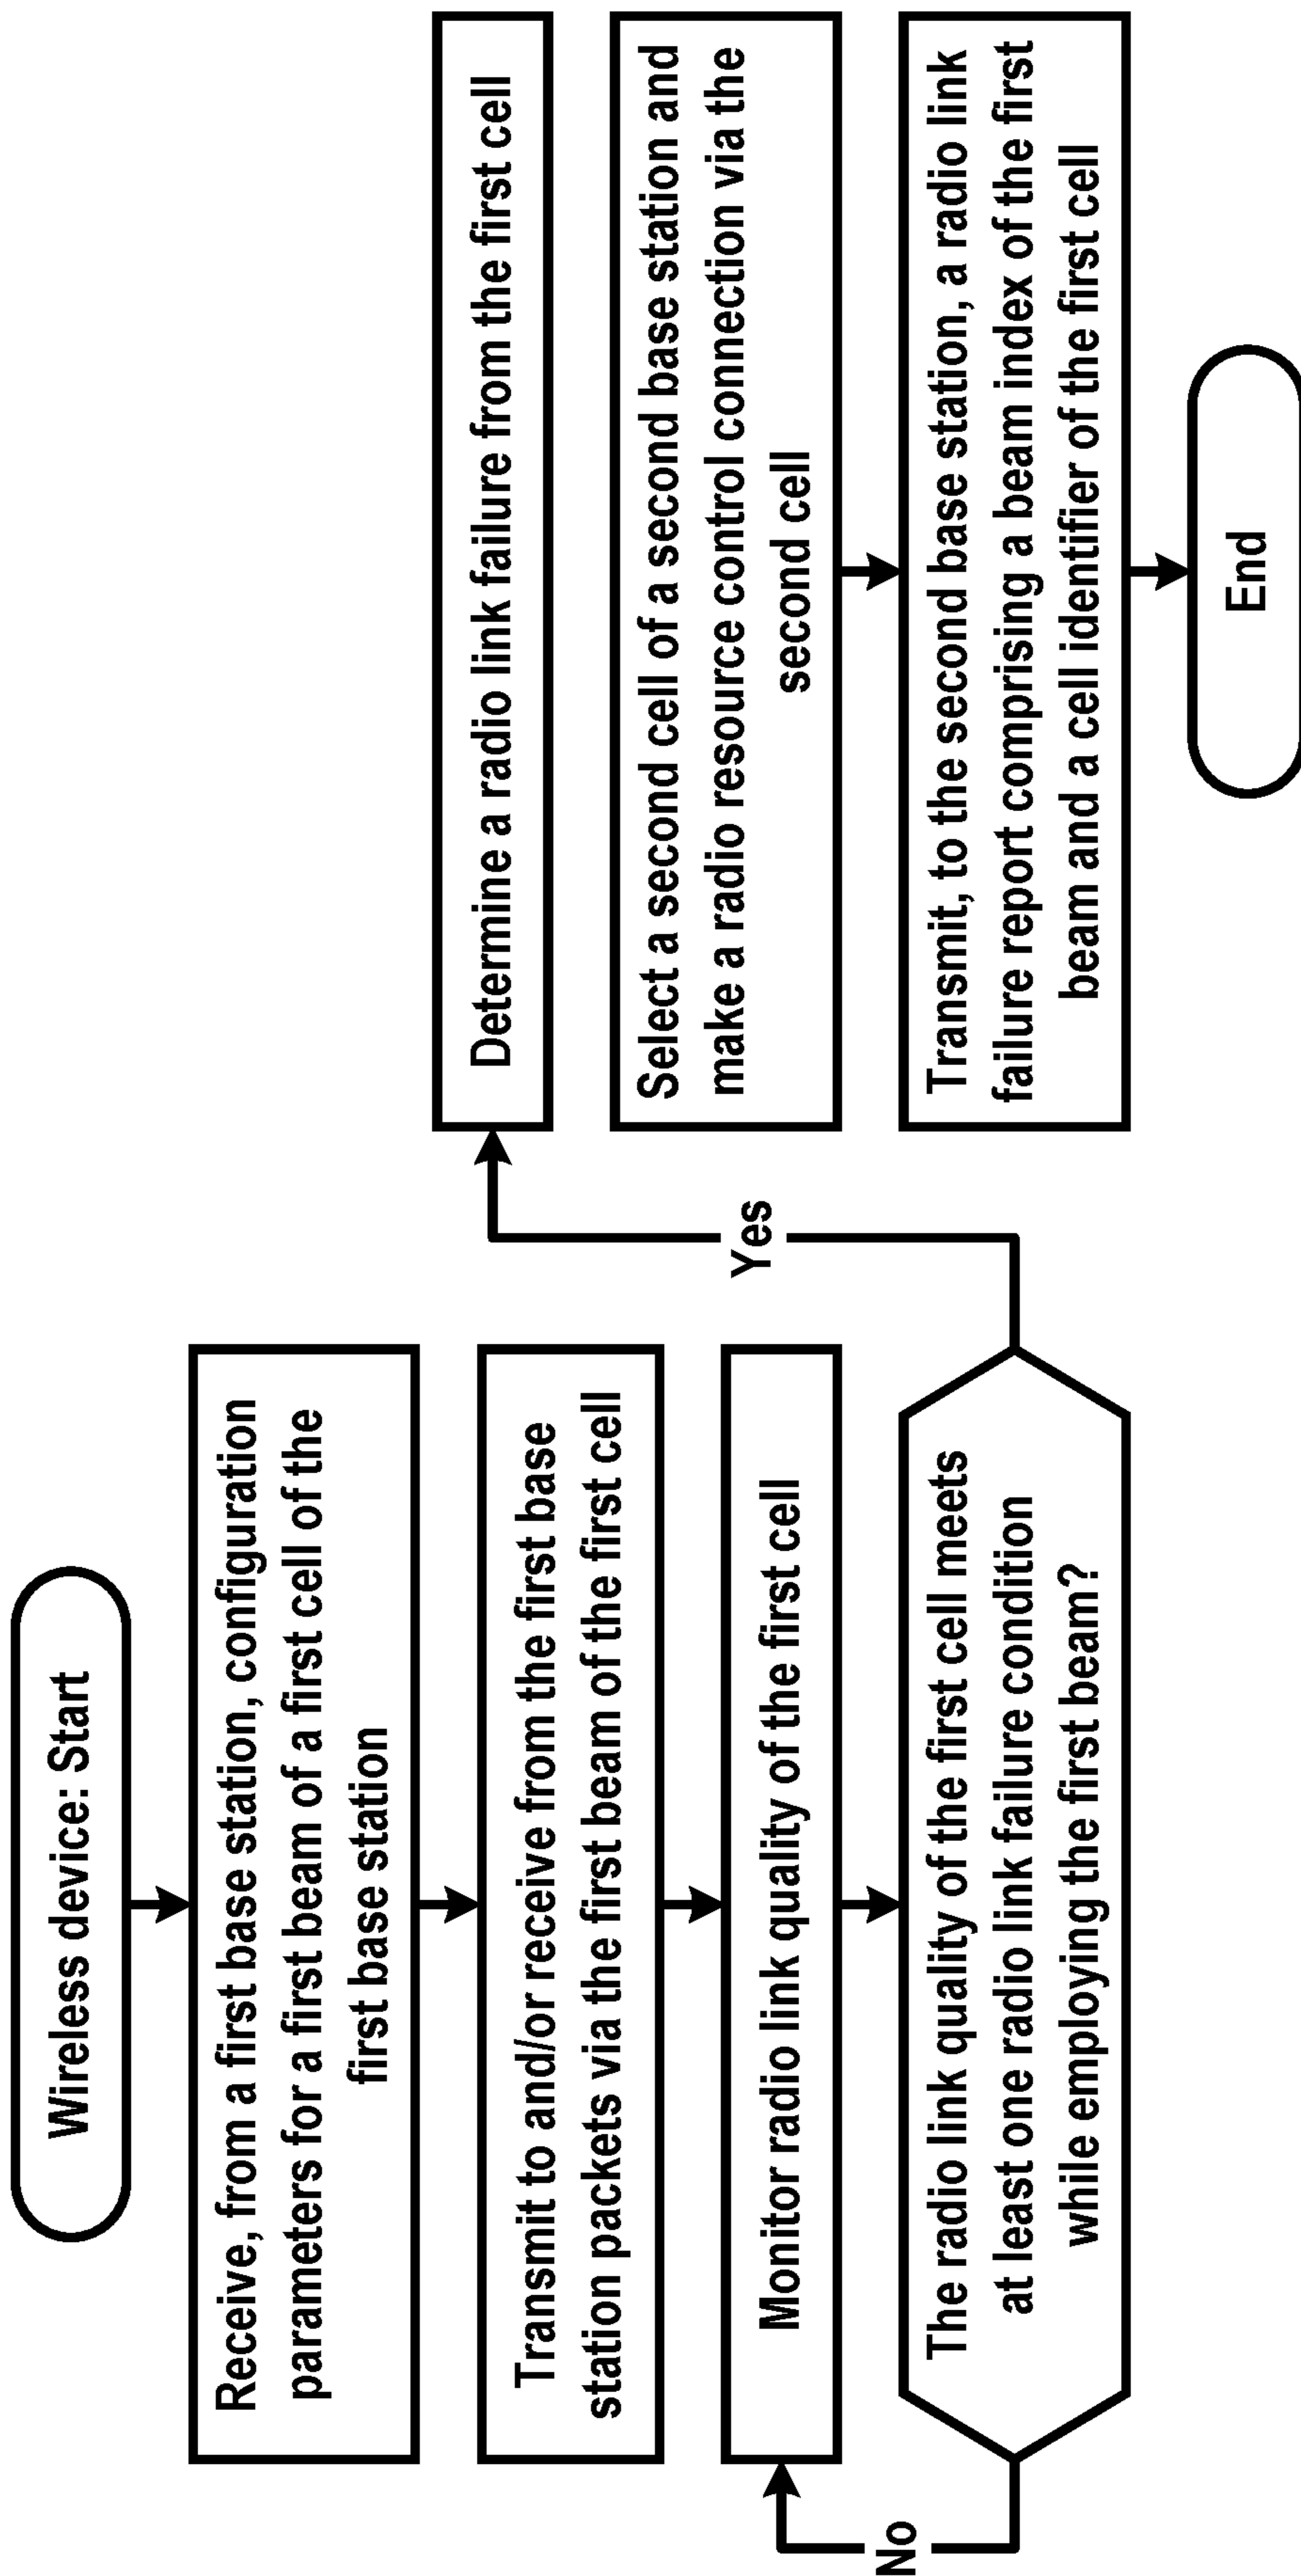 Wireless device: Start
Receive, from a first base station, configuration
parameters for a first beam of a first cell of the
first base station
Transmit to and/or receive from the first base
station packets via the first beam of the first cell
Monitor radio link quality of the first cell
The radio link quality of the first cell meets
at least one radio link failure condition
while employing the first beam?
No
Yes
Determine a radio link failure from the first cell
Select a second cell of a second base station and
make a radio resource control connection via the
second cell
Transmit, to the second base station, a radio link
failure report comprising a beam index of the first
beam and a cell identifier of the first cell
End